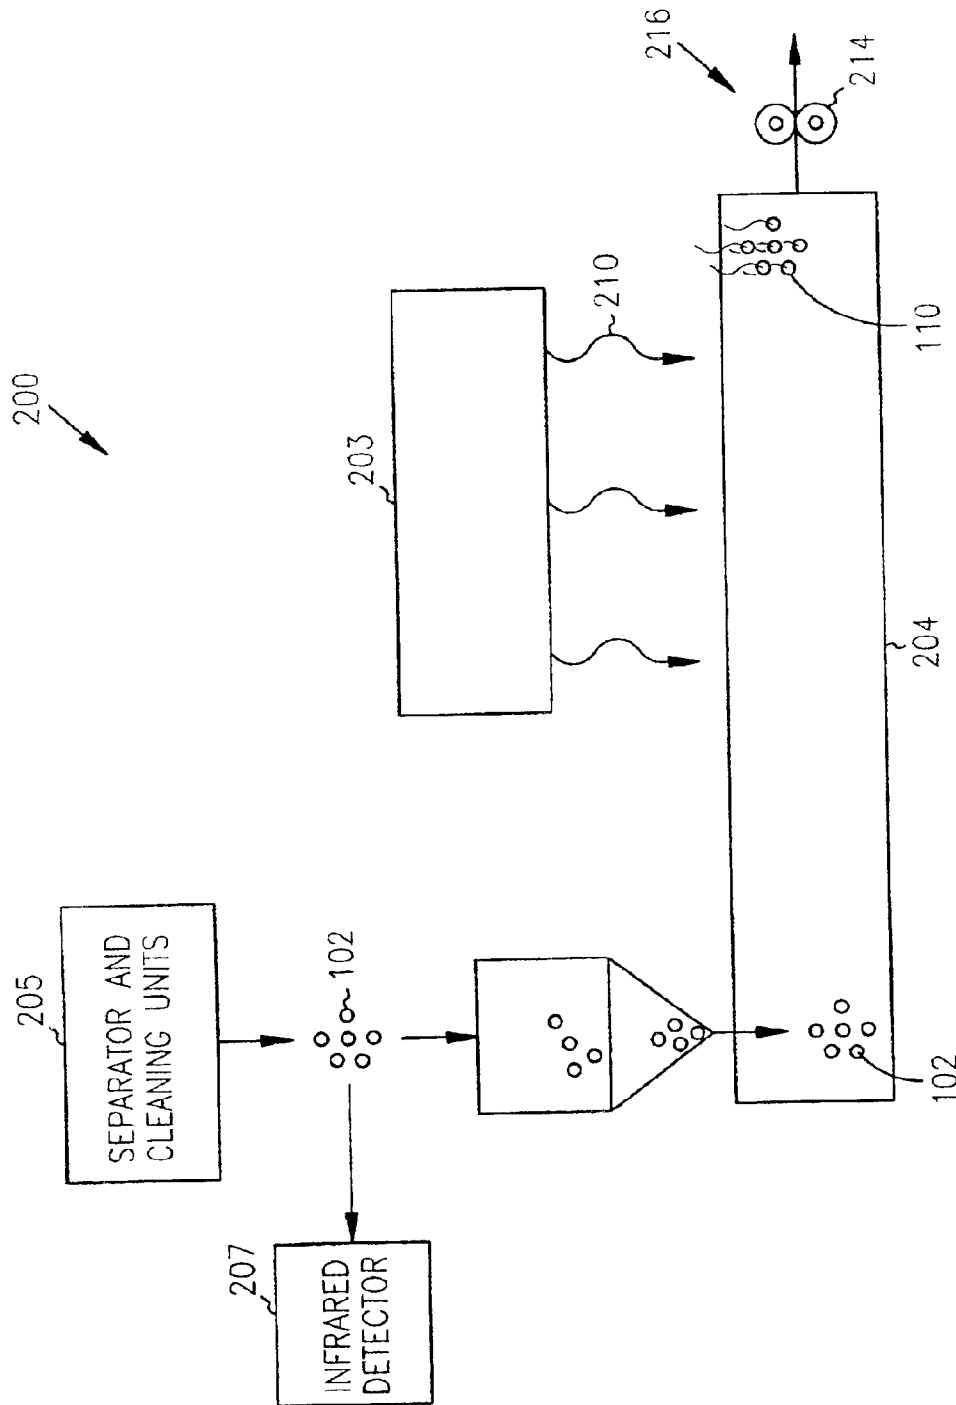 200
205
SEPARATOR AND
CLEANING UNITS
207
INFRARED
DETECTOR
102
203
210
216
214
110
204
102